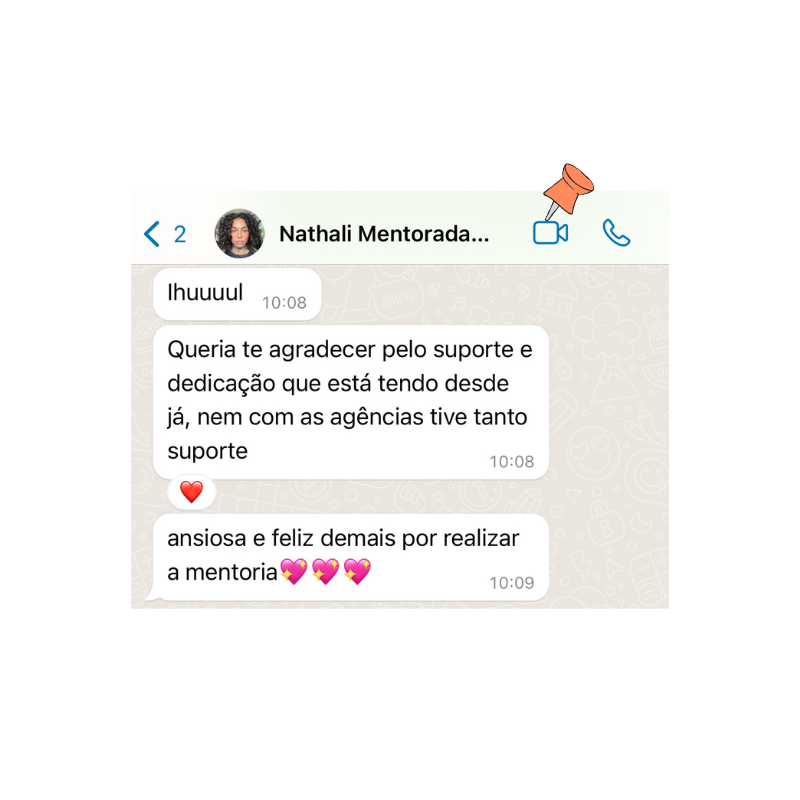 2 Nathali Mentorada...
Ihuuuul 10:08
Queria te agradecer pelo suporte e
dedicação que está tendo desde
já, nem com as agências tive tanto
suporte
10:08
ansiosa e feliz demais por realizar
a mentoria💖💖💖
10:09